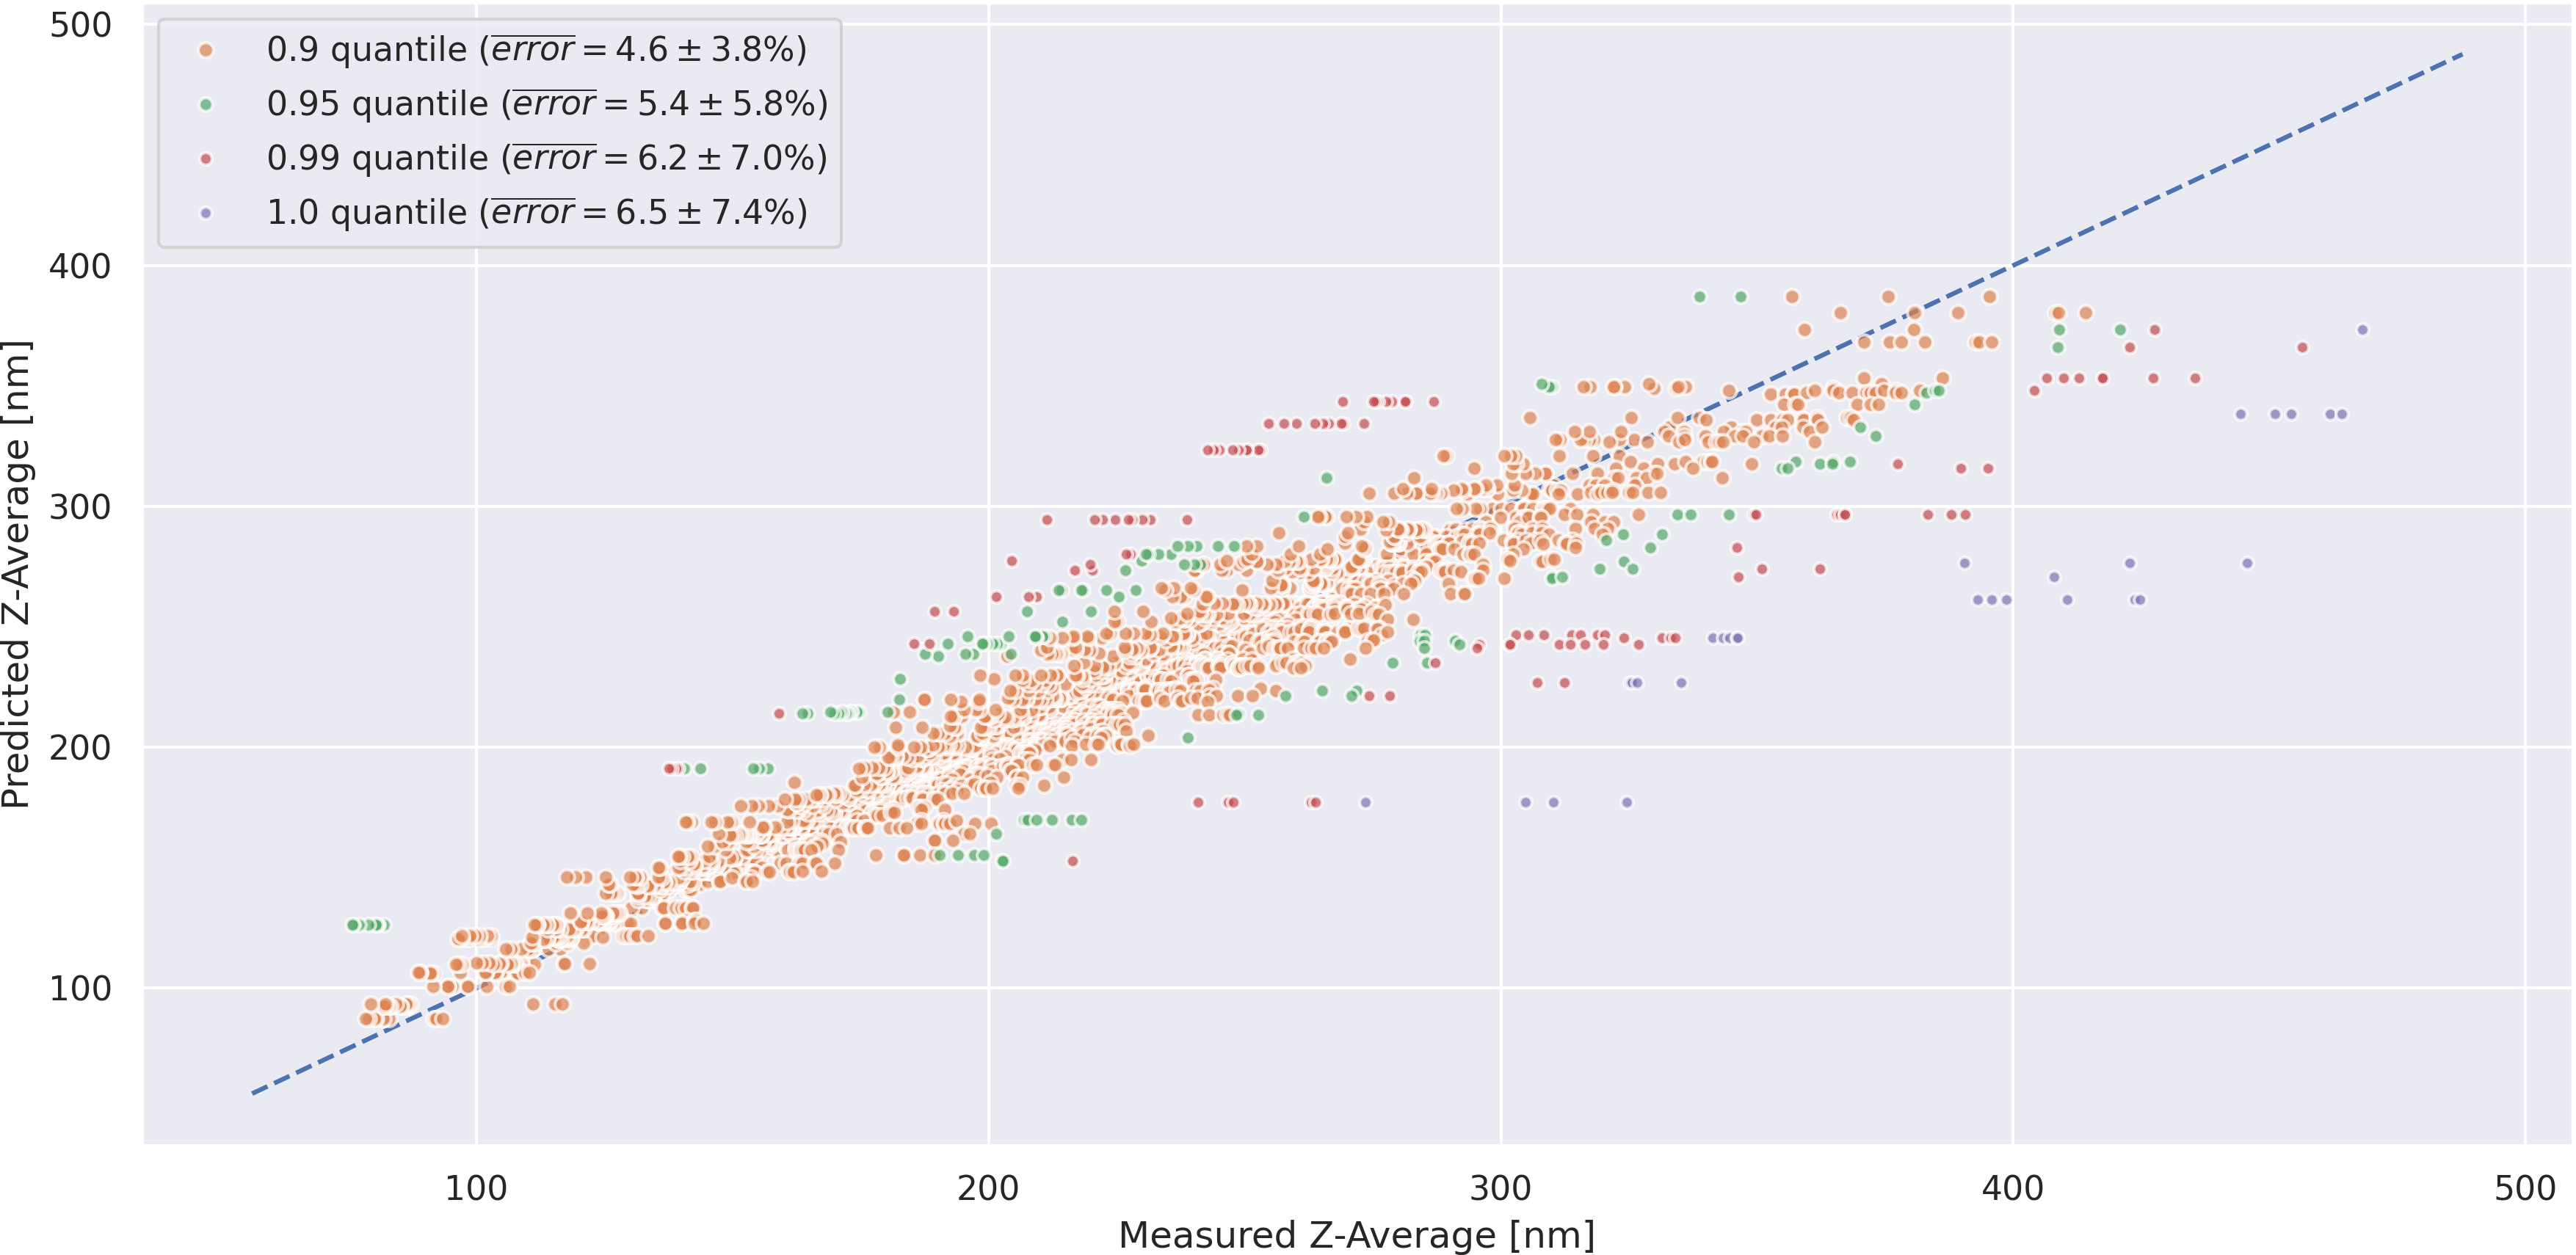 500
400
300
200
100
Predicted Z-Average [nm]
0.9 quantile (error = 4.6 ± 3.8%)
0.95 quantile (error = 5.4 ± 5.8%)
0.99 quantile (error = 6.2 ± 7.0%)
1.0 quantile (error = 6.5 ± 7.4%)
100 200 300 400 500
Measured Z-Average [nm]